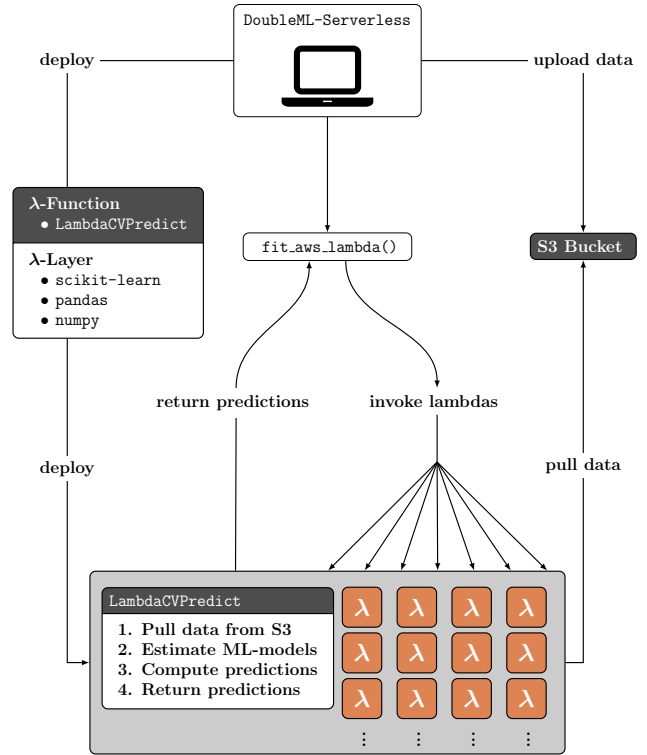 DoubleML-Serverless
deploy
upload data
λ-Function
• LambdaCVPredict
λ-Layer
• scikit-learn
• pandas
• numpy
fit_aws_lambda()
S3 Bucket
return predictions
invoke lambdas
deploy
pull data
LambdaCVPredict
1. Pull data from S3
2. Estimate ML-models
3. Compute predictions
4. Return predictions
λ λ λ λ
λ λ λ λ
λ λ λ λ
⋮ ⋮ ⋮ ⋮